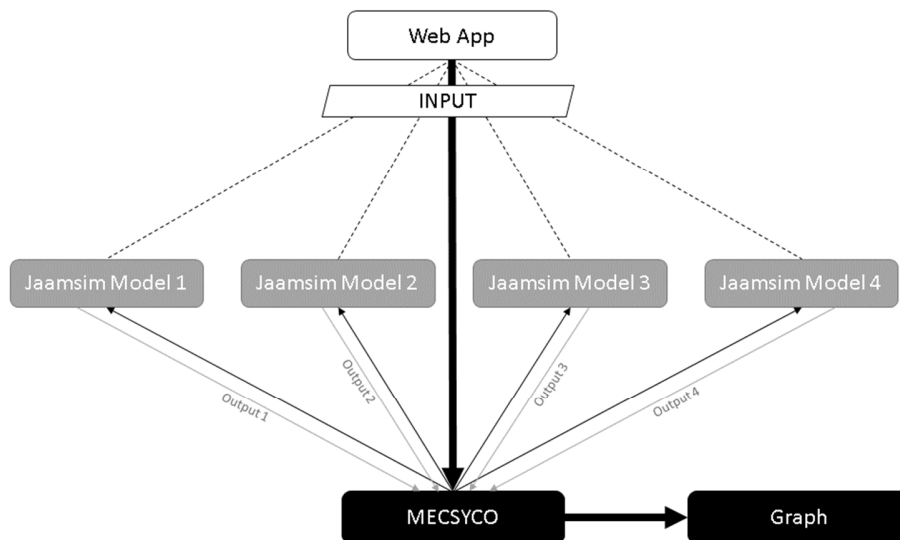 Web App
INPUT
Jaamsim Model 1
Jaamsim Model 2
Jaamsim Model 3
Jaamsim Model 4
Output 1
Output 2
Output 3
Output 4
MECSYCO
Graph